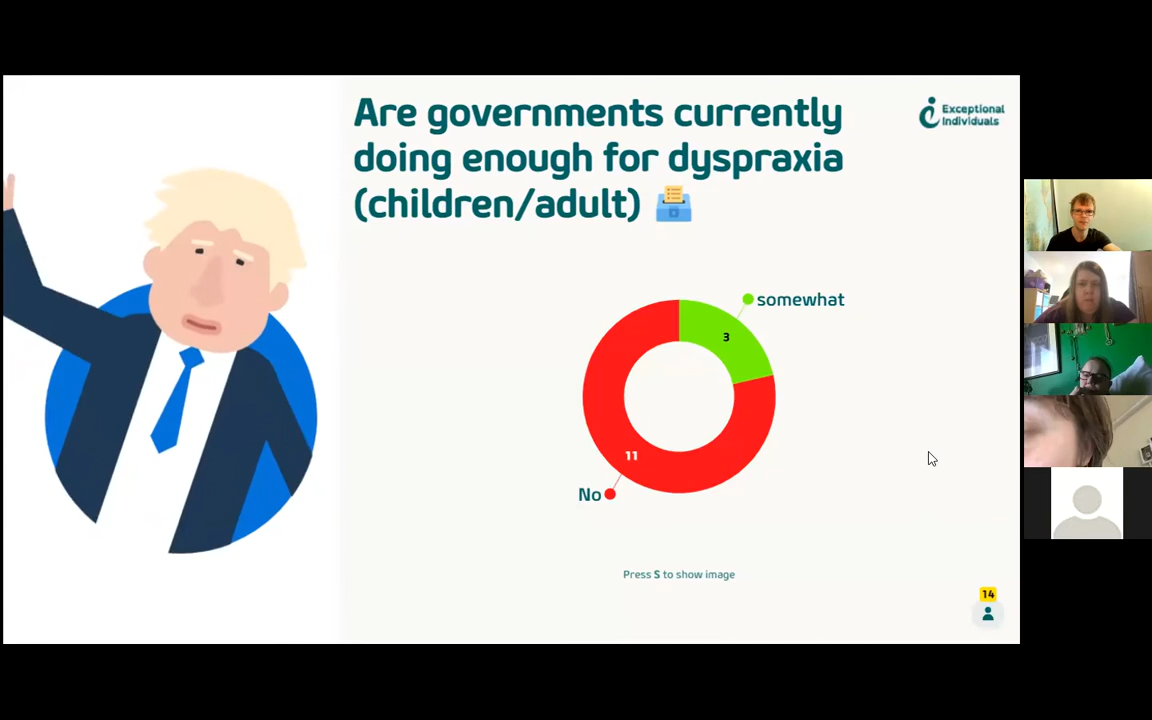 Are governments currently
doing enough for dyspraxia
(children/adult)
Exceptional
Individuals
somewhat
3
11
No
Press S to show image
14